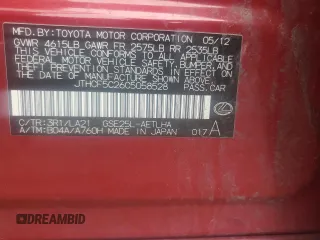 MFD.BY:TOYOTA MOTOR CORPORATION 05/12
GVWR 4615LB GAWR FR 2575LB RR 2535LB
THIS VEHICLE CONFORMS TO ALL APPLICABLE
FEDERAL MOTOR VEHICLE SAFETY, BUMPER, AND
THEFT PREVENTION STANDARDS IN EFFECT ON
THE DATE OF MANUFACTURE SHOWN ABOVE.
JTHCF5C26C5058528 PASS. CAR
C/TR:3R1/LA21 GSE25L-AETLHA
A/TM:B04A/A760H MADE IN JAPAN 017A
DREAMBID